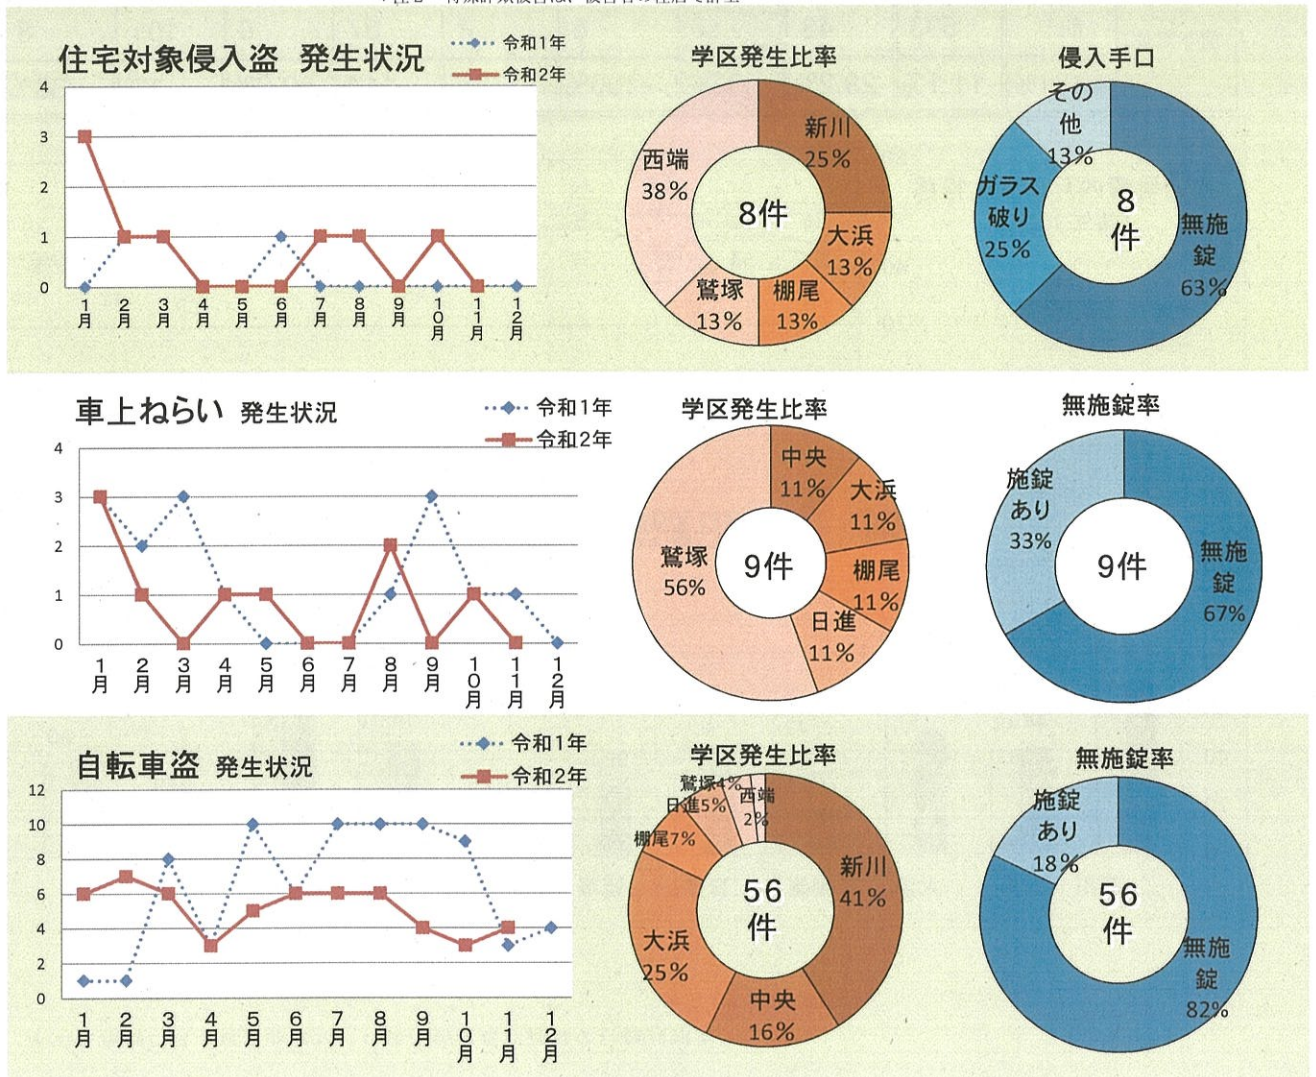 住宅対象侵入盗 発生状況
令和1年
令和2年
4
3
2
1
0
1月
2月
3月
4月
5月
6月
7月
8月
9月
10月
11月
12月
学区発生比率
新川
25%
大浜
13%
棚尾
13%
鷲塚
13%
西端
38%
8件
侵入手口
無施
錠
63%
ガラス
破り
25%
その
他
13%
8
件
車上ねらい 発生状況
令和1年
令和2年
4
3
2
1
0
1月
2月
3月
4月
5月
6月
7月
8月
9月
10月
11月
12月
学区発生比率
中央
11%
大浜
11%
棚尾
11%
日進
11%
鷲塚
56%
9件
無施錠率
無施
錠
67%
施錠
あり
33%
9件
自転車盗 発生状況
令和1年
令和2年
12
10
8
6
4
2
0
1月
2月
3月
4月
5月
6月
7月
8月
9月
10月
11月
12月
学区発生比率
新川
41%
中央
16%
大浜
25%
棚尾7%
日進5%
鷲塚4%
西端
2%
56
件
無施錠率
無施
錠
82%
施錠
あり
18%
56
件